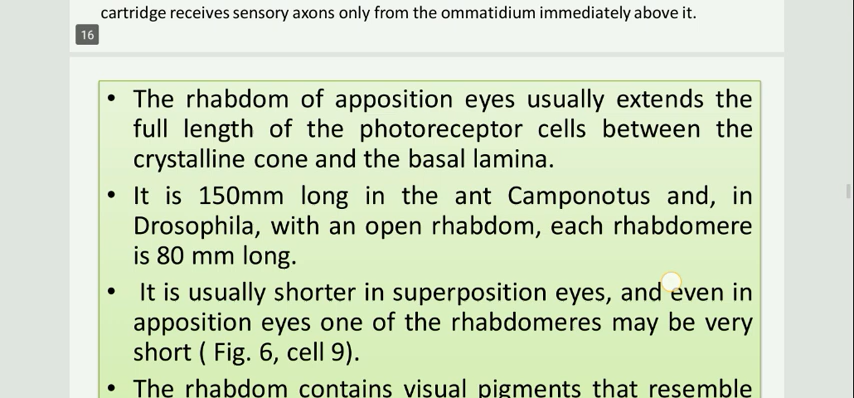 cartridge receives sensory axons only from the ommatidium immediately above it.
16
• The rhabdom of apposition eyes usually extends the
full length of the photoreceptor cells between the
crystalline cone and the basal lamina.
• It is 150mm long in the ant Camponotus and, in
Drosophila, with an open rhabdom, each rhabdomere
is 80 mm long.
• It is usually shorter in superposition eyes, and even in
apposition eyes one of the rhabdomeres may be very
short ( Fig. 6, cell 9).
• The rhabdom contains visual pigments that resemble